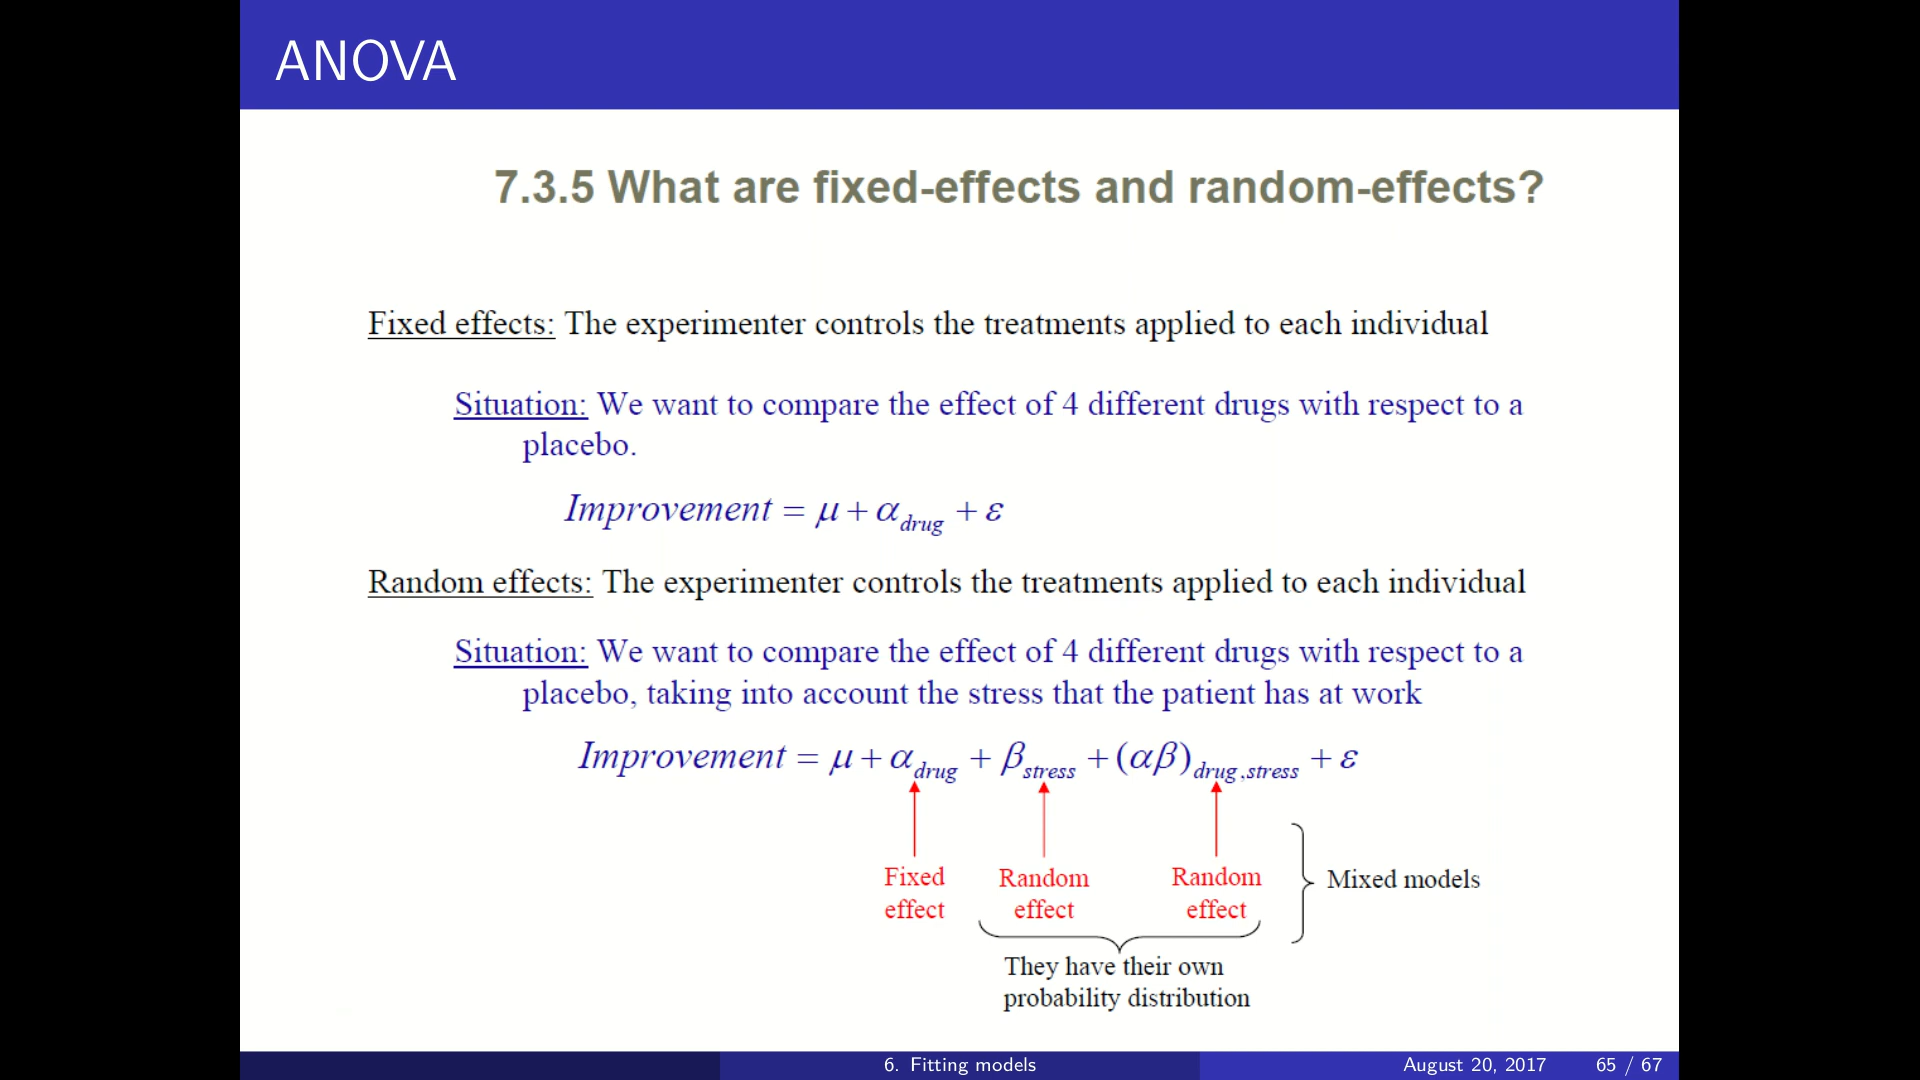 ANOVA
7.3.5 What are fixed-effects and random-effects?
Fixed effects: The experimenter controls the treatments applied to each individual
Situation: We want to compare the effect of 4 different drugs with respect to a
placebo.
Improvement = μ + α_drug + ε
Random effects: The experimenter controls the treatments applied to each individual
Situation: We want to compare the effect of 4 different drugs with respect to a
placebo, taking into account the stress that the patient has at work
Improvement = μ + α_drug + β_stress + (αβ)_drug,stress + ε
Fixed effect
Random effect
Random effect
Mixed models
They have their own
probability distribution
6. Fitting models
August 20, 2017
65 / 67